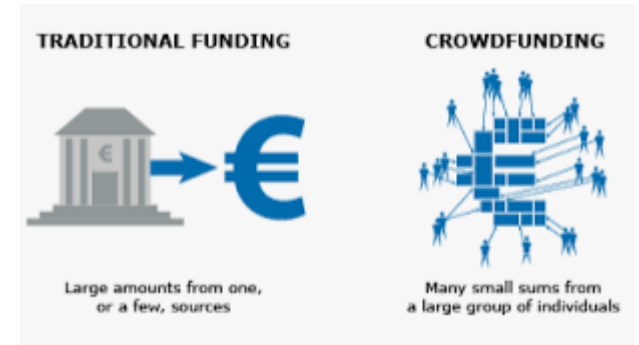 TRADITIONAL FUNDING
€
€
Large amounts from one,
or a few, sources
CROWDFUNDING
Many small sums from
a large group of individuals